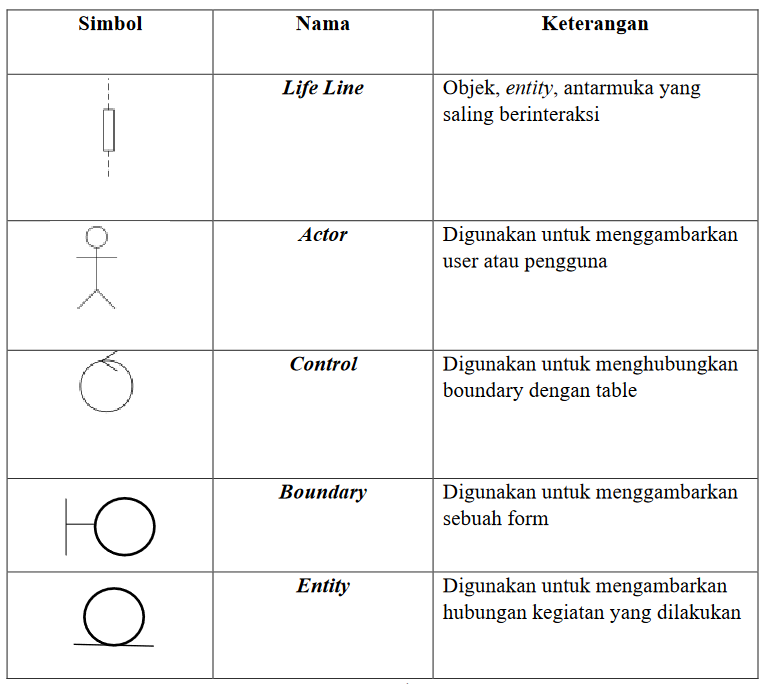 Simbol Nama Keterangan
Life Line Objek, entity, antarmuka yang
saling berinteraksi
Actor Digunakan untuk menggambarkan
user atau pengguna
Control Digunakan untuk menghubungkan
boundary dengan table
Boundary Digunakan untuk menggambarkan
sebuah form
Entity Digunakan untuk mengambarkan
hubungan kegiatan yang dilakukan